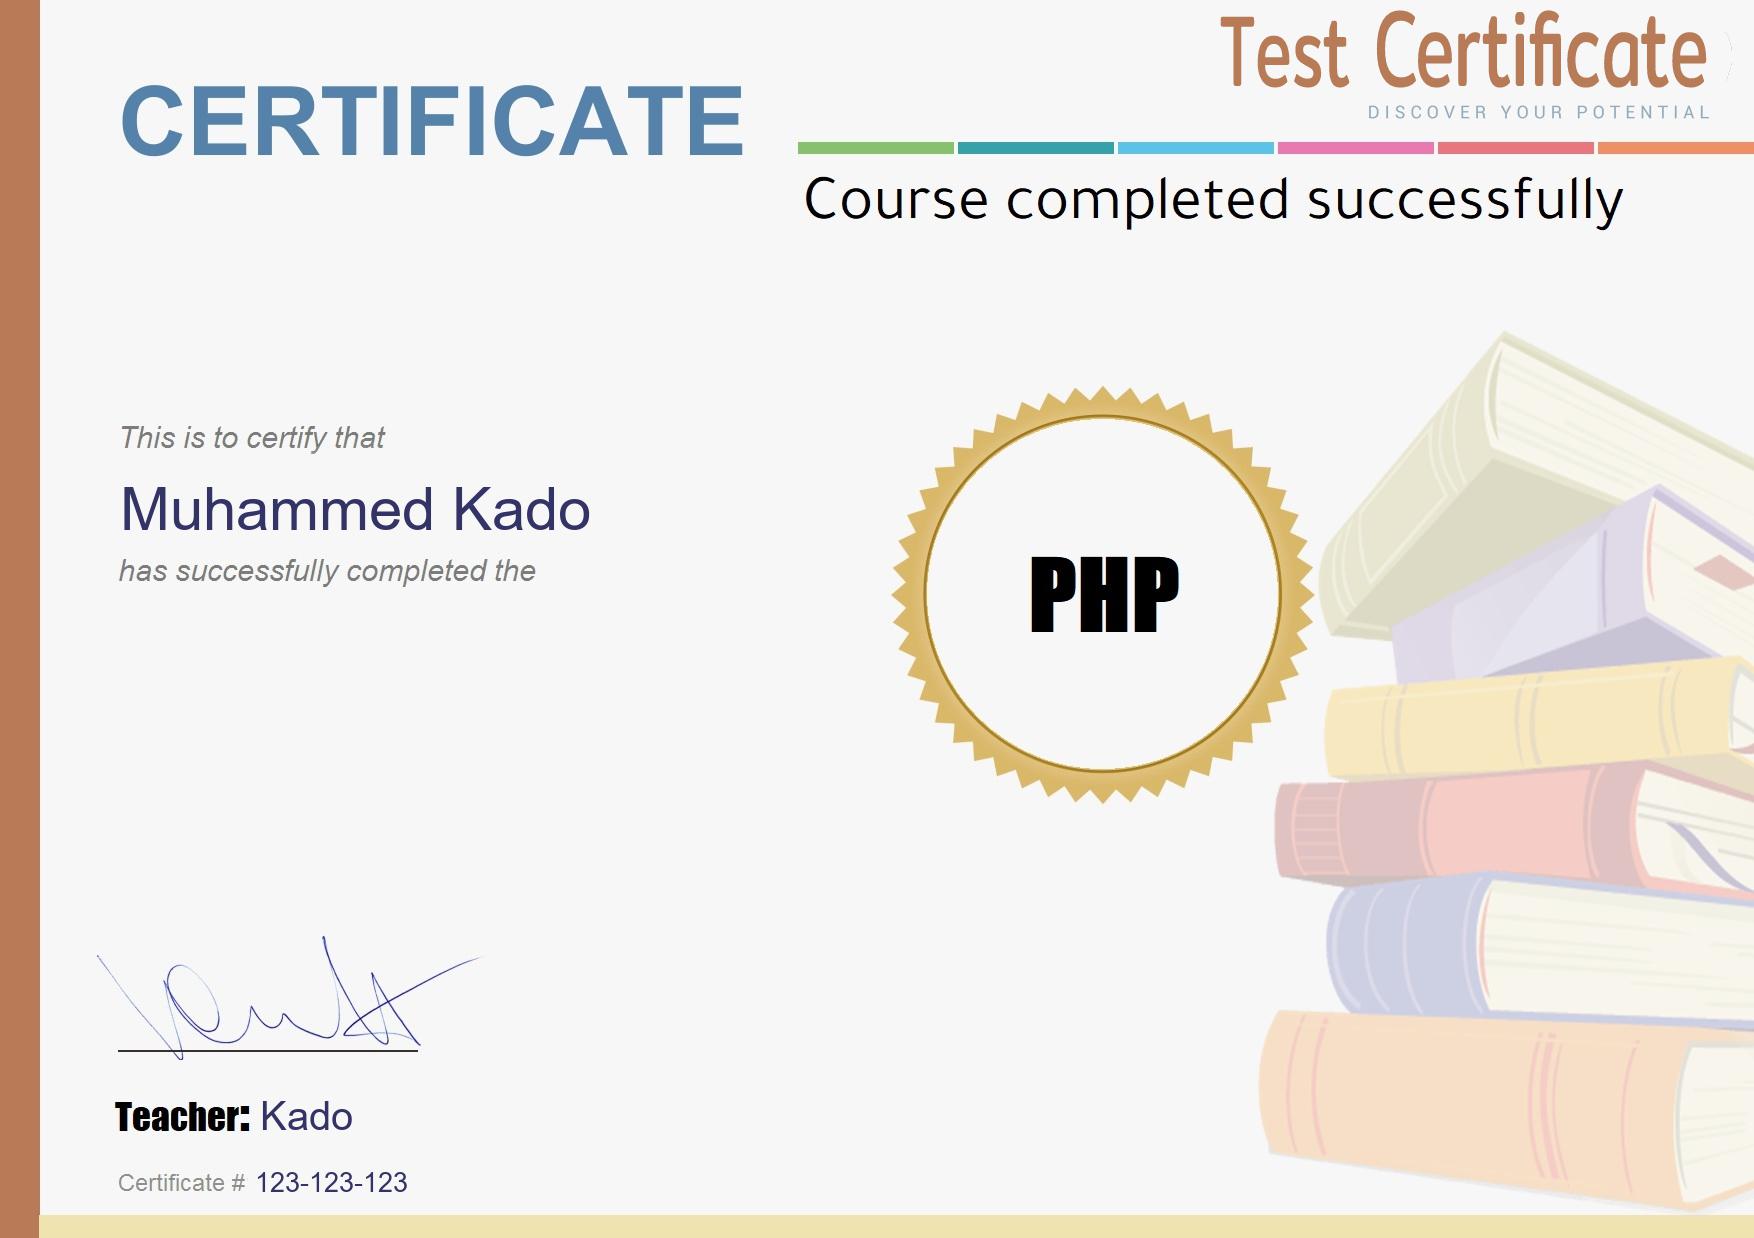 Test Certificate
DISCOVER YOUR POTENTIAL
CERTIFICATE
Course completed successfully
This is to certify that
Muhammed Kado
has successfully completed the
PHP
Teacher: Kado
Certificate # 123-123-123